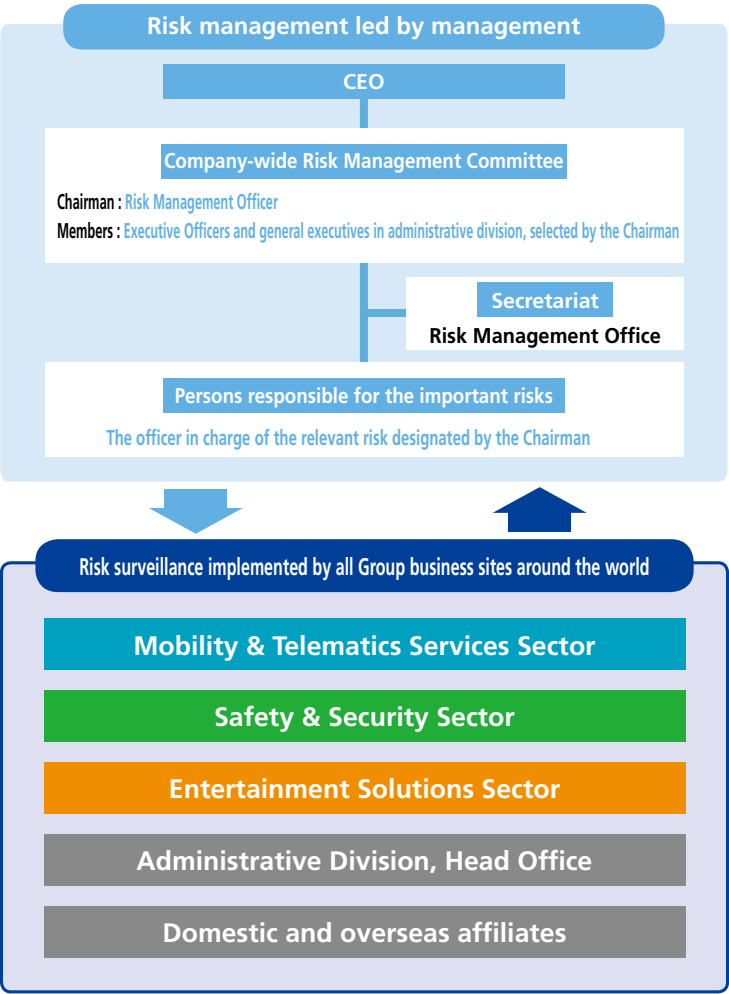 Risk management led by management
CEO
Company-wide Risk Management Committee
Chairman : Risk Management Officer
Members : Executive Officers and general executives in administrative division, selected by the Chairman
Secretariat
Risk Management Office
Persons responsible for the important risks
The officer in charge of the relevant risk designated by the Chairman
Risk surveillance implemented by all Group business sites around the world
Mobility & Telematics Services Sector
Safety & Security Sector
Entertainment Solutions Sector
Administrative Division, Head Office
Domestic and overseas affiliates